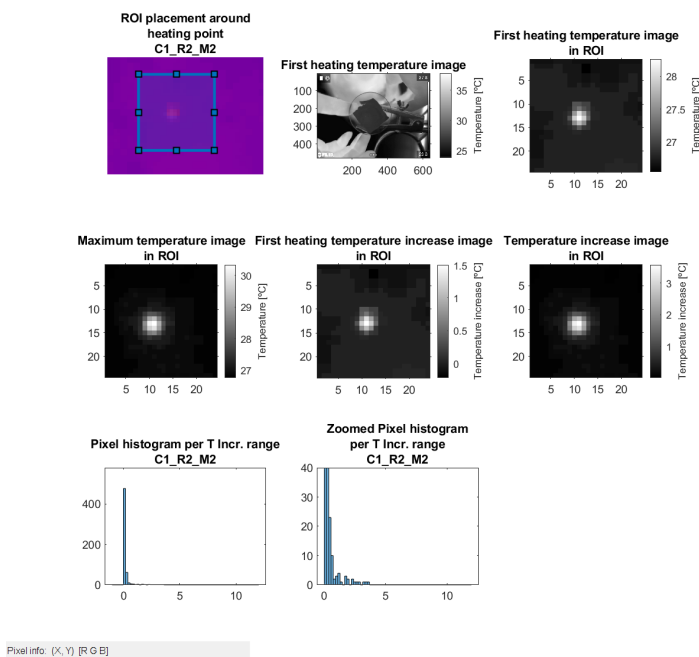 ROI placement around
heating point
C1_R2_M2
First heating temperature image
100
200
300
400
200 400 600
35
30
25
Temperature [ºC]
First heating temperature image
in ROI
5
10
15
20
5 10 15 20
28
27.5
27
Temperature [ºC]
Maximum temperature image
in ROI
5
10
15
20
5 10 15 20
30
29
28
27
Temperature [ºC]
First heating temperature increase image
in ROI
5
10
15
20
5 10 15 20
1.5
1
0.5
0
Temperature increase [ºC]
Temperature increase image
in ROI
5
10
15
20
5 10 15 20
3
2
1
Temperature increase [ºC]
Pixel histogram per T Incr. range
C1_R2_M2
400
200
0
0 5 10
Zoomed Pixel histogram
per T Incr. range
C1_R2_M2
40
30
20
10
0
0 5 10
Pixel info: (X, Y) [R G B]